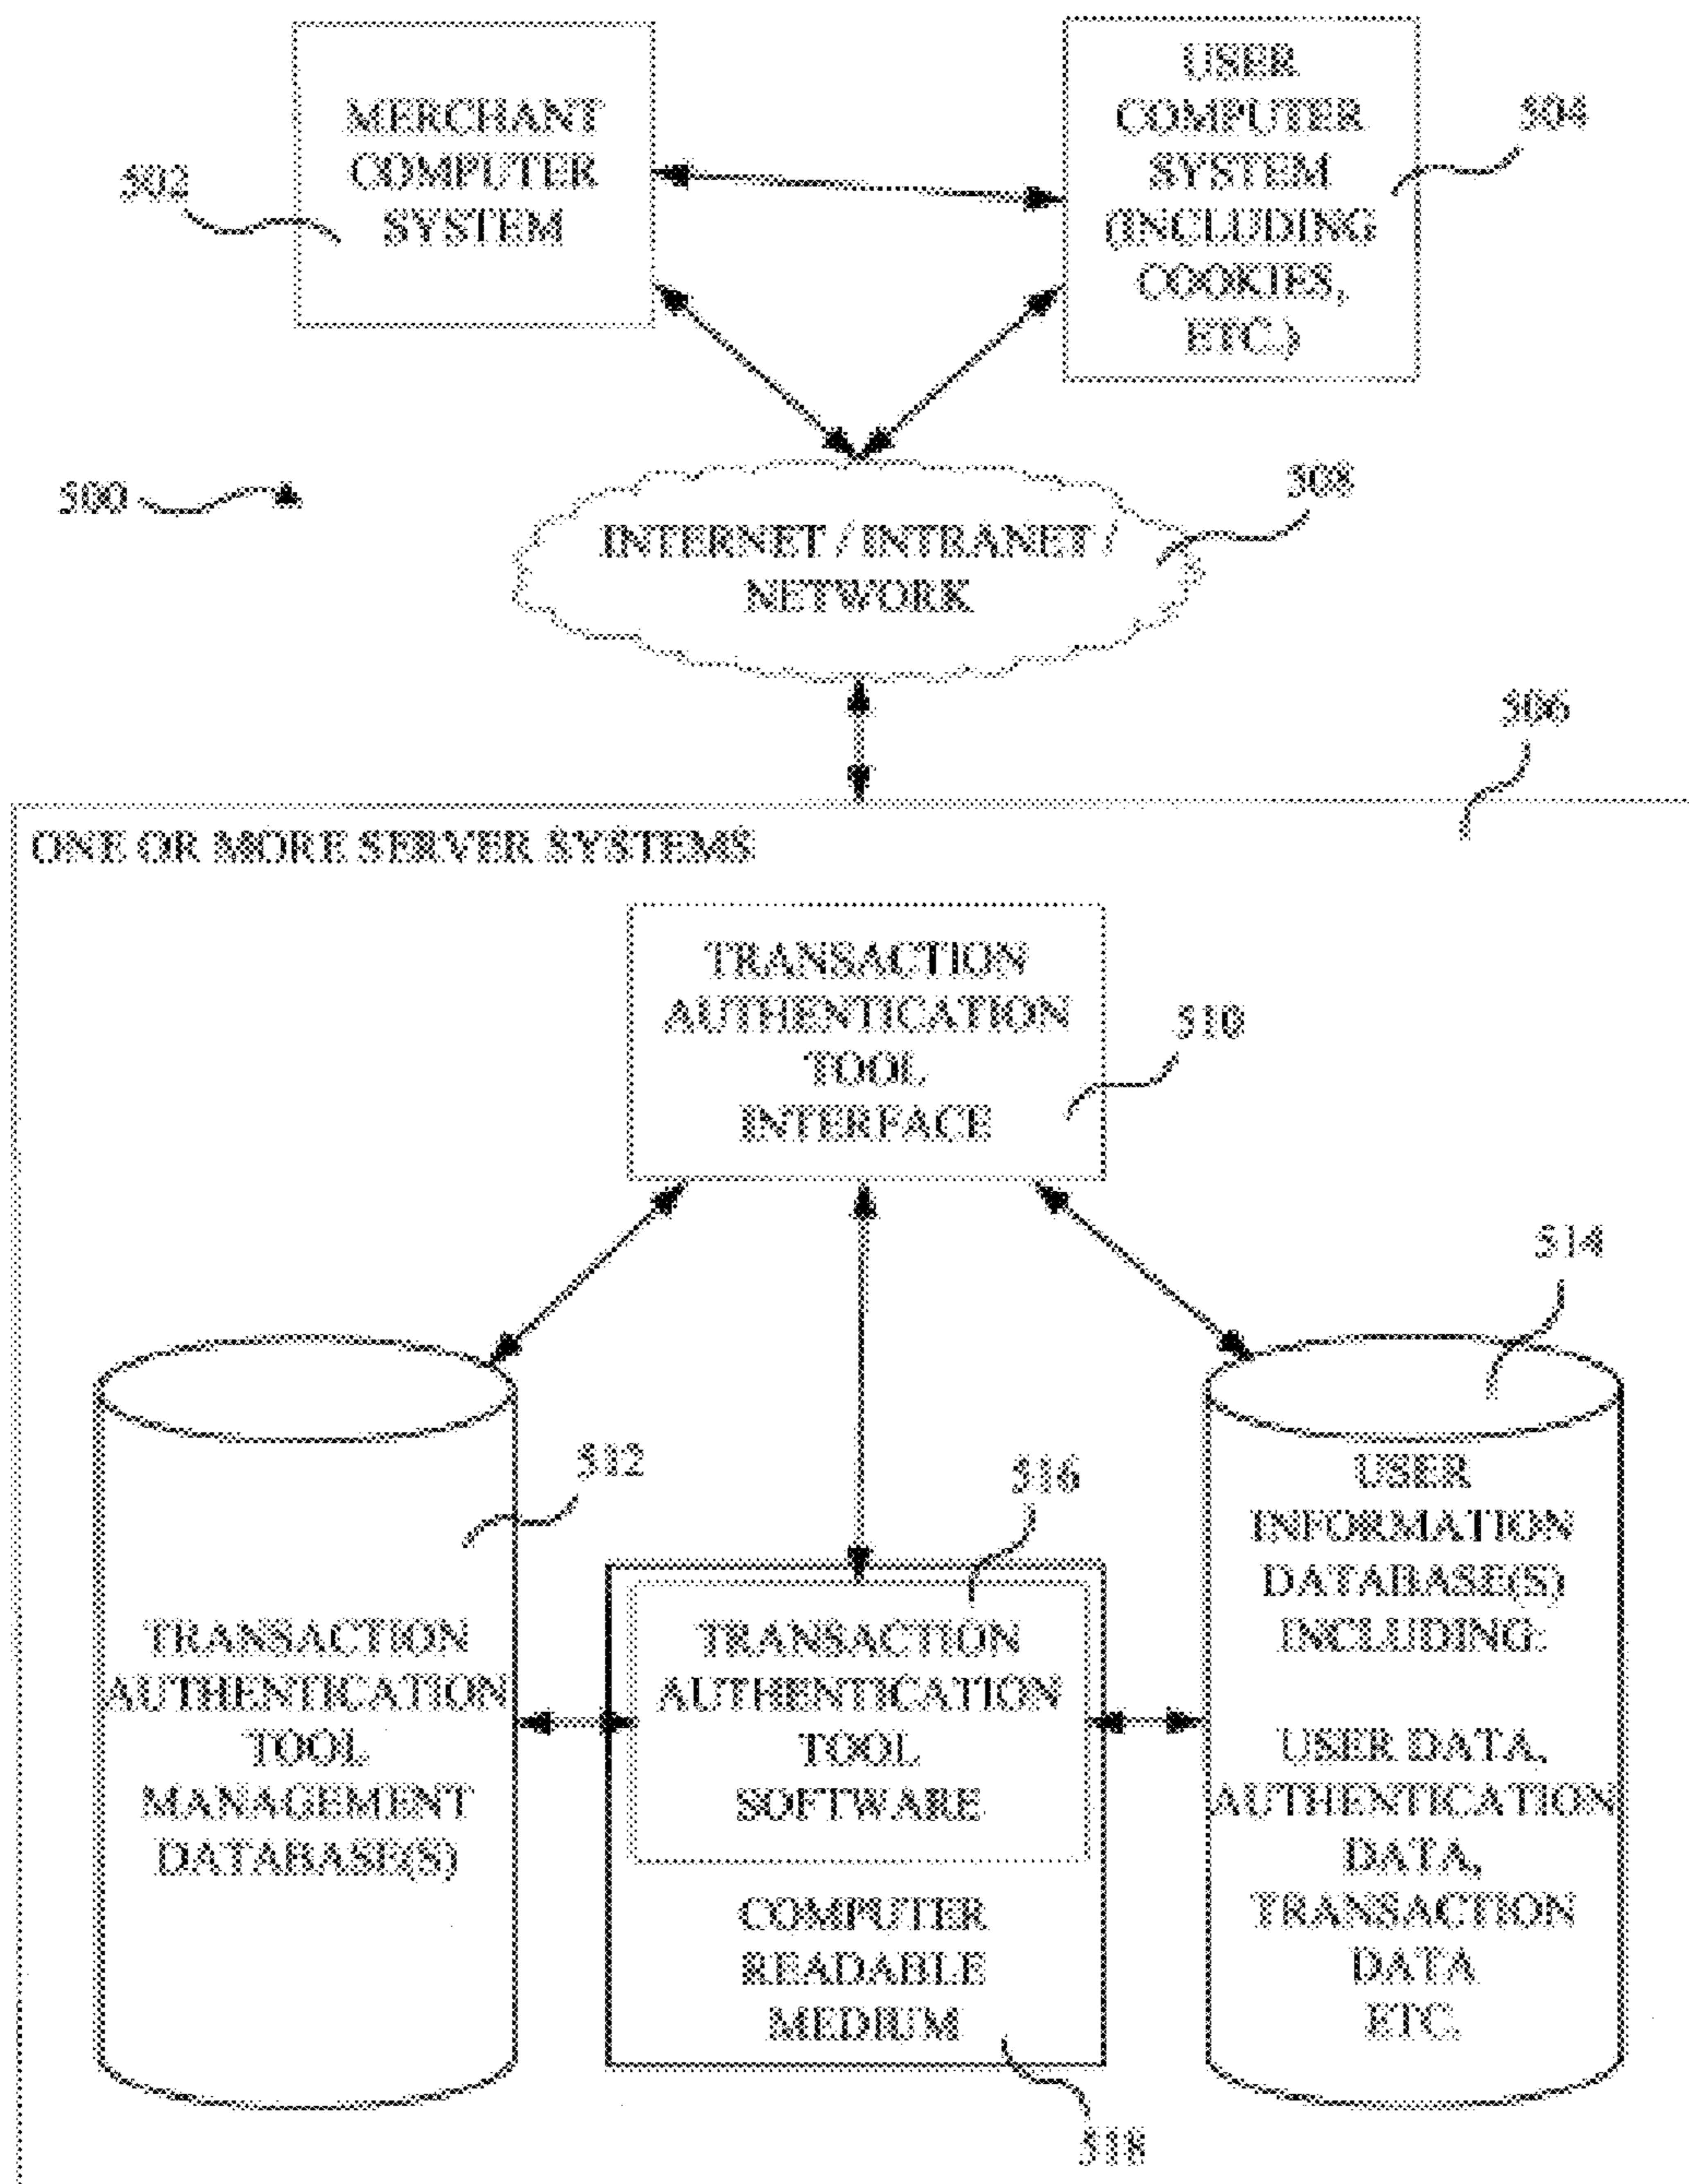 MERCHANT
COMPUTER
SYSTEM
502
USER
COMPUTER
SYSTEM
(INCLUDING
COOKIES,
ETC.)
504
500
INTERNET / INTRANET /
NETWORK
508
506
ONE OR MORE SERVER SYSTEMS
TRANSACTION
AUTHENTICATION
TOOL
INTERFACE
510
514
512
TRANSACTION
AUTHENTICATION
TOOL
MANAGEMENT
DATABASE(S)
516
TRANSACTION
AUTHENTICATION
TOOL
SOFTWARE
COMPUTER
READABLE
MEDIUM
518
USER
INFORMATION
DATABASE(S)
INCLUDING:
USER DATA,
AUTHENTICATION
DATA,
TRANSACTION
DATA
ETC.